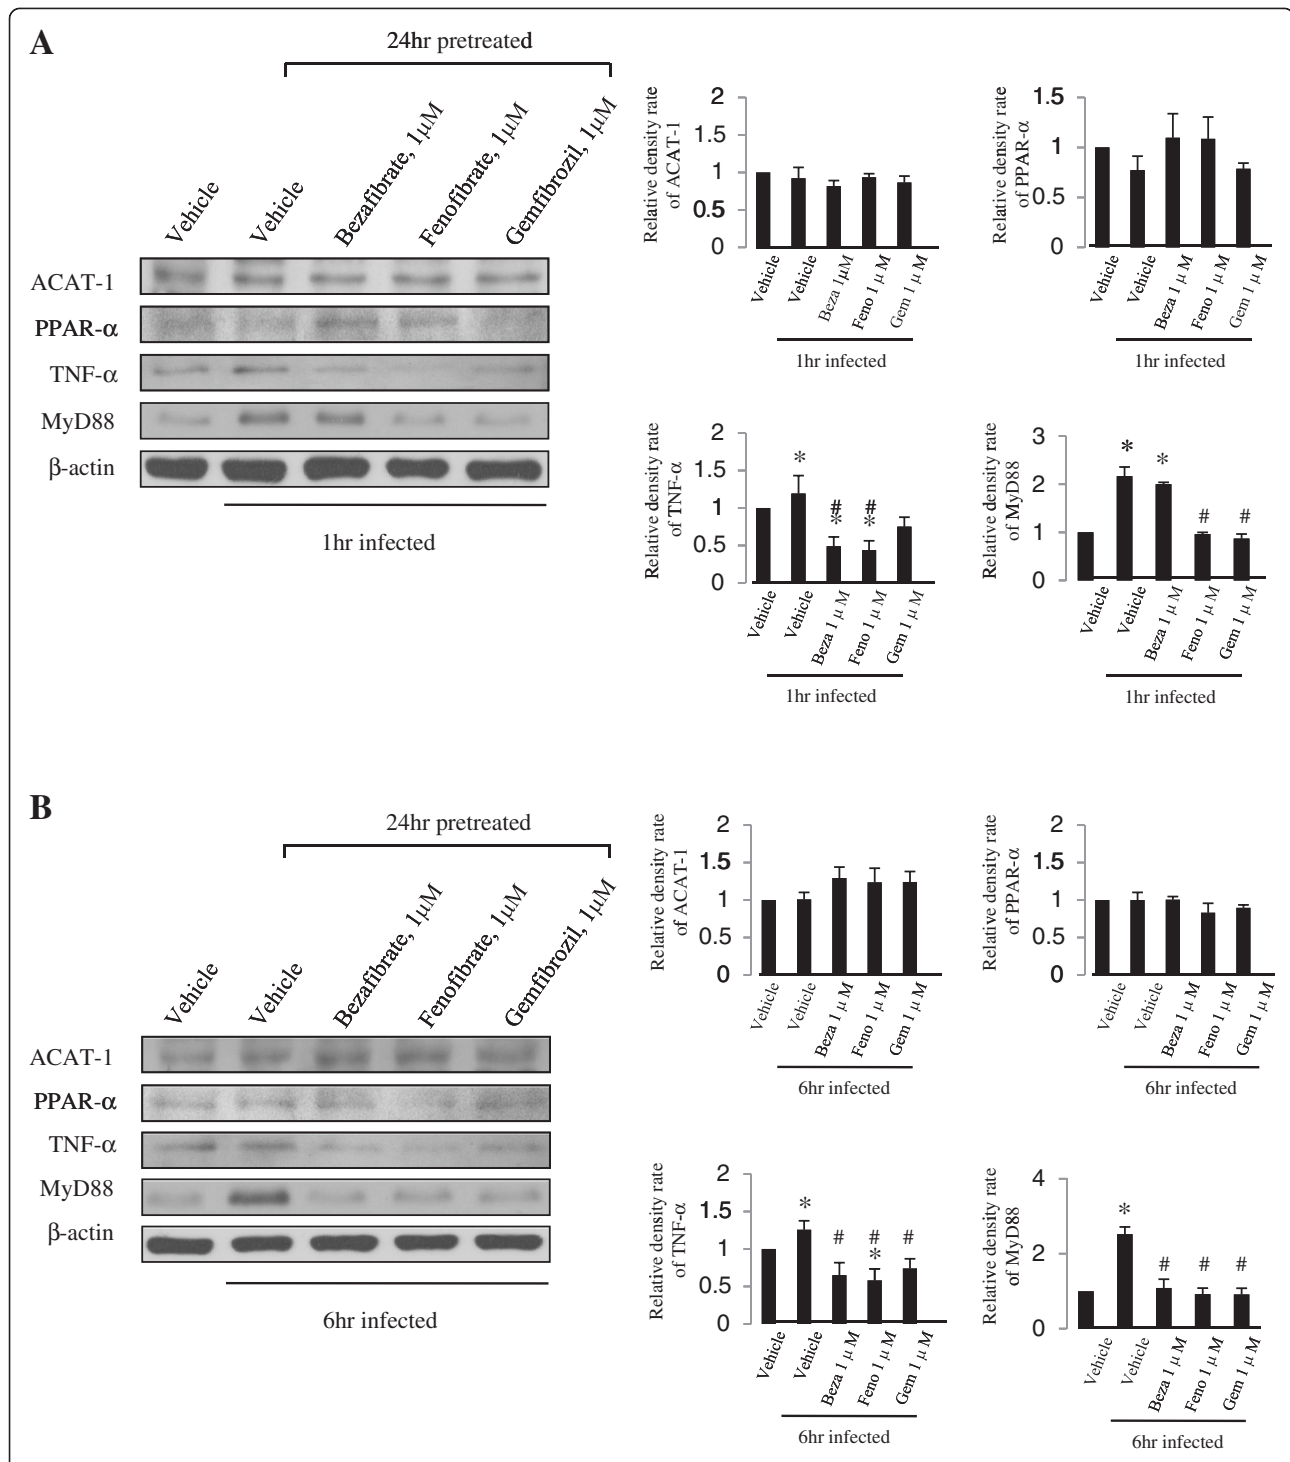 A
24hr pretreated
Vehicle
Vehicle
Bezafibrate, 1μM
Fenofibrate, 1μM
Gemfibrozil, 1μM
ACAT-1
PPAR-α
TNF-α
MyD88
β-actin
1hr infected
Relative density rate
of ACAT-1
2
1.5
1
0.5
0
Vehicle
Vehicle
Beza 1μM
Feno 1 μ M
Gem 1 μ M
1hr infected
Relative density rate
of PPAR-α
1.5
1
0.5
0
Vehicle
Vehicle
Beza 1 μ M
Feno 1 μ M
Gem 1 μ M
1hr infected
Relative density rate
of TNF-α
2
1.5
1
0.5
0
*
#
*
#
*
Vehicle
Vehicle
Beza 1 μ M
Feno 1 μ M
Gem 1 μ M
1hr infected
Relative density rate
of MyD88
3
2
1
0
*
*
#
#
Vehicle
Vehicle
Beza 1 μ M
Feno 1 μ M
Gem 1 μ M
1hr infected
B
24hr pretreated
Vehicle
Vehicle
Bezafibrate, 1μM
Fenofibrate, 1μM
Gemfibrozil, 1μM
ACAT-1
PPAR-α
TNF-α
MyD88
β-actin
6hr infected
Relative density rate
of ACAT-1
2
1.5
1
0.5
0
Vehicle
Vehicle
Beza 1 μ M
Feno 1 μ M
Gem 1 μ M
6hr infected
Relative density rate
of PPAR-α
2
1.5
1
0.5
0
Vehicle
Vehicle
Beza 1 μ M
Feno 1 μ M
Gem 1 μ M
6hr infected
Relative density rate
of TNF-α
2
1.5
1
0.5
0
*
#
#
*
#
Vehicle
Vehicle
Beza 1 μ M
Feno 1 μ M
Gem 1 μ M
6hr infected
Relative density rate
of MyD88
4
2
0
*
#
#
#
Vehicle
Vehicle
Beza 1 μ M
Feno 1 μ M
Gem 1 μ M
6hr infected